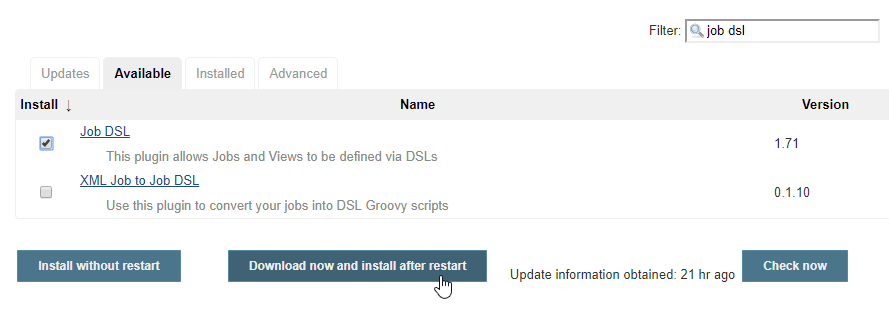 Filter: job dsl
Updates Available Installed Advanced
Install ↓ Name Version
Job DSL
This plugin allows Jobs and Views to be defined via DSLs
1.71
XML Job to Job DSL
Use this plugin to convert your jobs into DSL Groovy scripts
0.1.10
Install without restart Download now and install after restart Update information obtained: 21 hr ago Check now